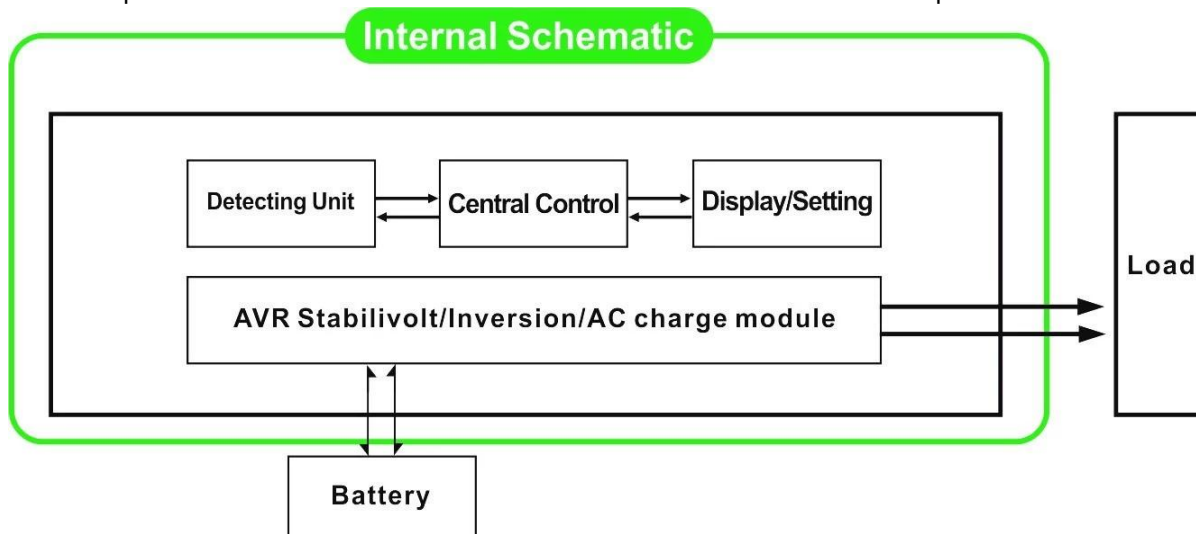 Internal Schematic
Detecting Unit
Central Control
Display/Setting
Load
AVR Stabilivolt/Inversion/AC charge module
Battery